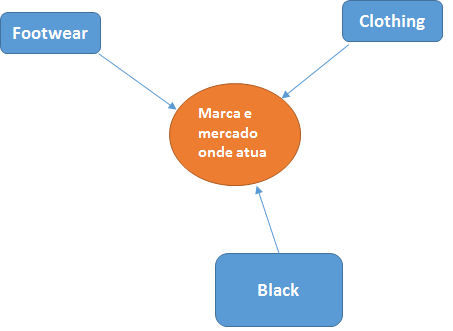 Footwear
Clothing
Marca e
mercado
onde atua
Black